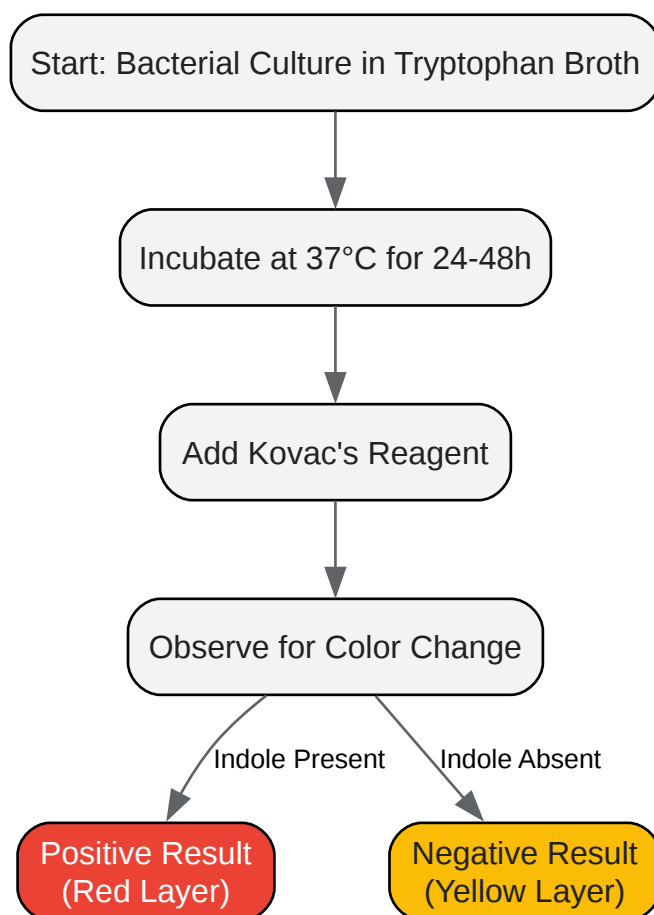 Start: Bacterial Culture in Tryptophan Broth
Incubate at 37°C for 24-48h
Add Kovac's Reagent
Observe for Color Change
Indole Present
Indole Absent
Positive Result
(Red Layer)
Negative Result
(Yellow Layer)